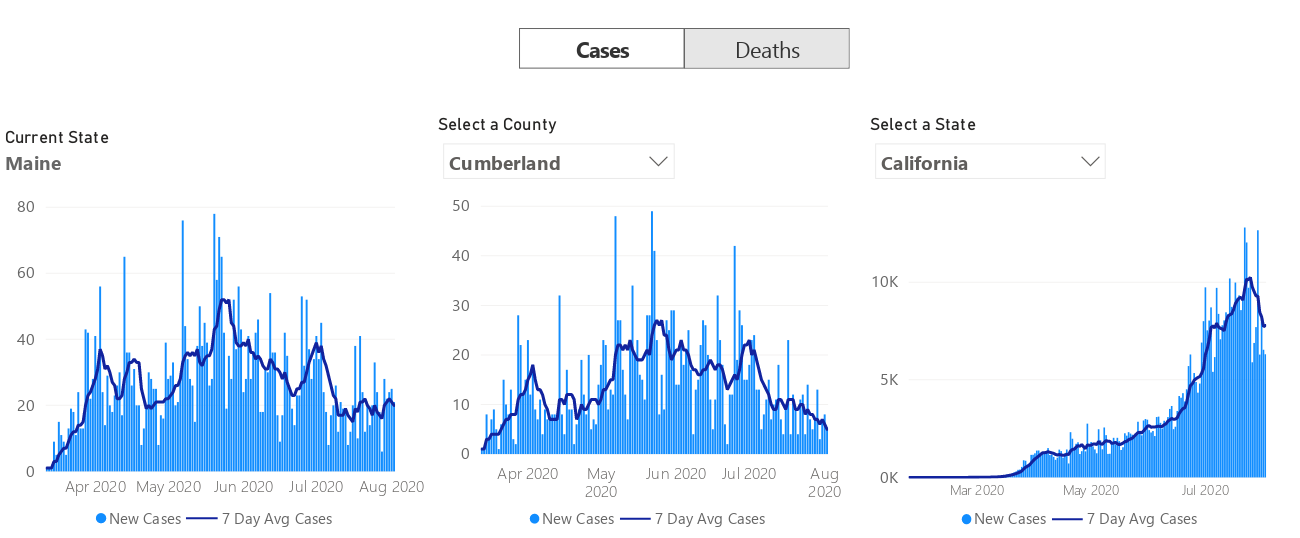 Cases Deaths
Current State
Maine
Select a County
Cumberland
Select a State
California
80
60
40
20
0
Apr 2020 May 2020 Jun 2020 Jul 2020 Aug 2020
New Cases 7 Day Avg Cases
50
40
30
20
10
0
Apr 2020 May 2020 Jun 2020 Jul 2020 Aug 2020
New Cases 7 Day Avg Cases
10K
5K
0K
Mar 2020 May 2020 Jul 2020
New Cases 7 Day Avg Cases